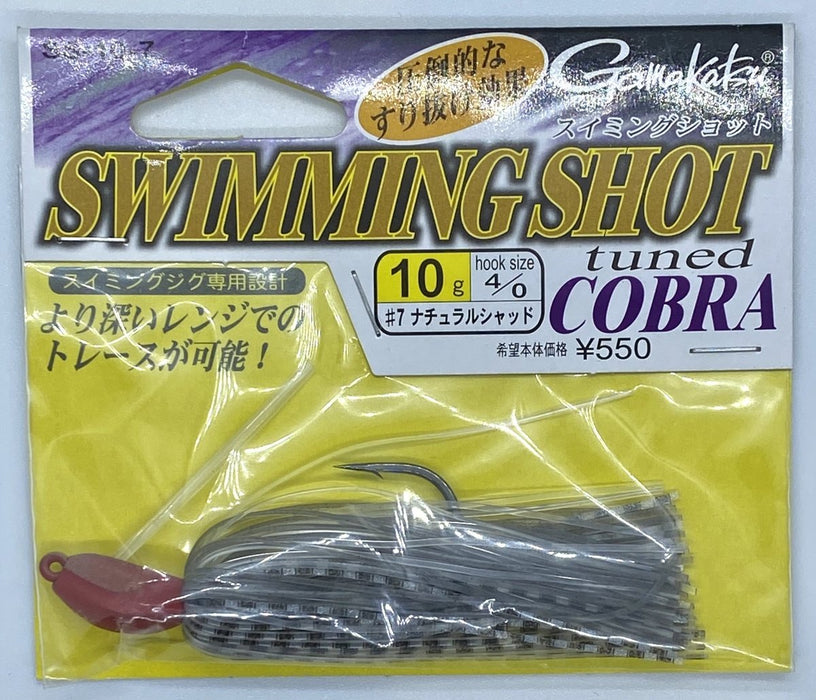 圧倒的な
すり抜け効果
Gamakatsu®
スイミングショット
SWIMMING SHOT
tuned
COBRA
10g
hook size
4/0
#7 ナチュラルシャッド
希望本体価格 ¥550
スイミングジグ専用設計
より深いレンジでの
トレースが可能！